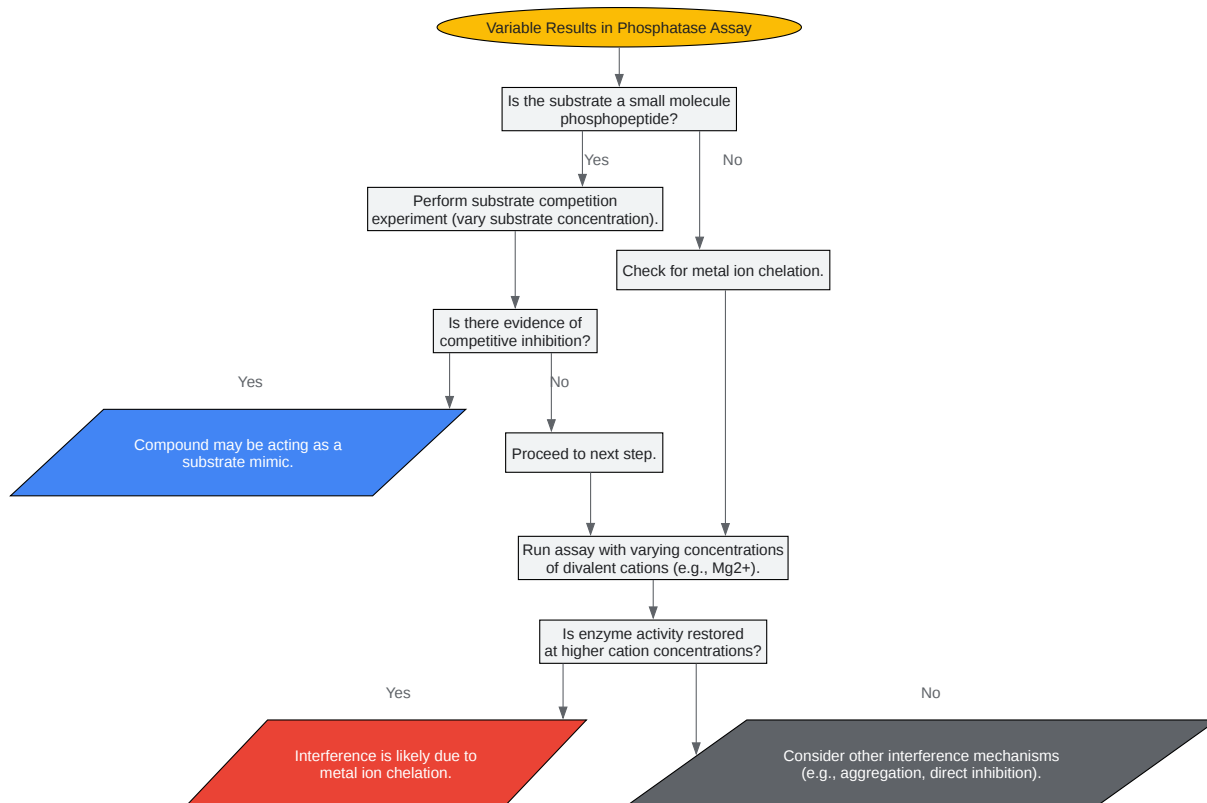 Variable Results in Phosphatase Assay
Is the substrate a small molecule
phosphopeptide?
Yes
No
Perform substrate competition
experiment (vary substrate concentration).
Check for metal ion chelation.
Is there evidence of
competitive inhibition?
Yes
No
Compound may be acting as a
substrate mimic.
Proceed to next step.
Run assay with varying concentrations
of divalent cations (e.g., Mg2+).
Is enzyme activity restored
at higher cation concentrations?
Yes
No
Interference is likely due to
metal ion chelation.
Consider other interference mechanisms
(e.g., aggregation, direct inhibition).